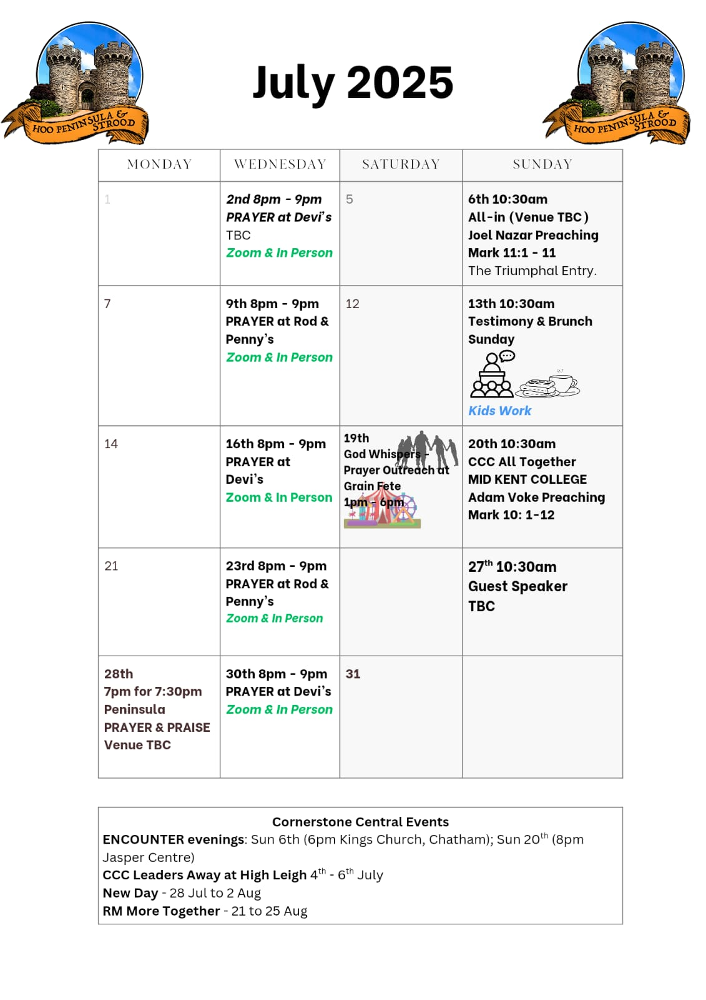 July 2025
HOO PENINSULA &
STROOD
HOO PENINSULA &
STROOD
MONDAY
WEDNESDAY
SATURDAY
SUNDAY
1
2nd 8pm - 9pm
PRAYER at Devi's
TBC
Zoom & In Person
5
6th 10:30am
All-in (Venue TBC)
Joel Nazar Preaching
Mark 11:1 - 11
The Triumphal Entry.
7
9th 8pm - 9pm
PRAYER at Rod &
Penny's
Zoom & In Person
12
13th 10:30am
Testimony & Brunch
Sunday
Kids Work
14
16th 8pm - 9pm
PRAYER at
Devi's
Zoom & In Person
19th
God Whispers -
Prayer Outreach at
Grain Fete
1pm - 6pm
20th 10:30am
CCC All Together
MID KENT COLLEGE
Adam Voke Preaching
Mark 10: 1-12
21
23rd 8pm - 9pm
PRAYER at Rod &
Penny's
Zoom & In Person
27th 10:30am
Guest Speaker
TBC
28th
7pm for 7:30pm
Peninsula
PRAYER & PRAISE
Venue TBC
30th 8pm - 9pm
PRAYER at Devi's
Zoom & In Person
31
Cornerstone Central Events
ENCOUNTER evenings: Sun 6th (6pm Kings Church, Chatham); Sun 20th (8pm
Jasper Centre)
CCC Leaders Away at High Leigh 4th - 6th July
New Day - 28 Jul to 2 Aug
RM More Together - 21 to 25 Aug